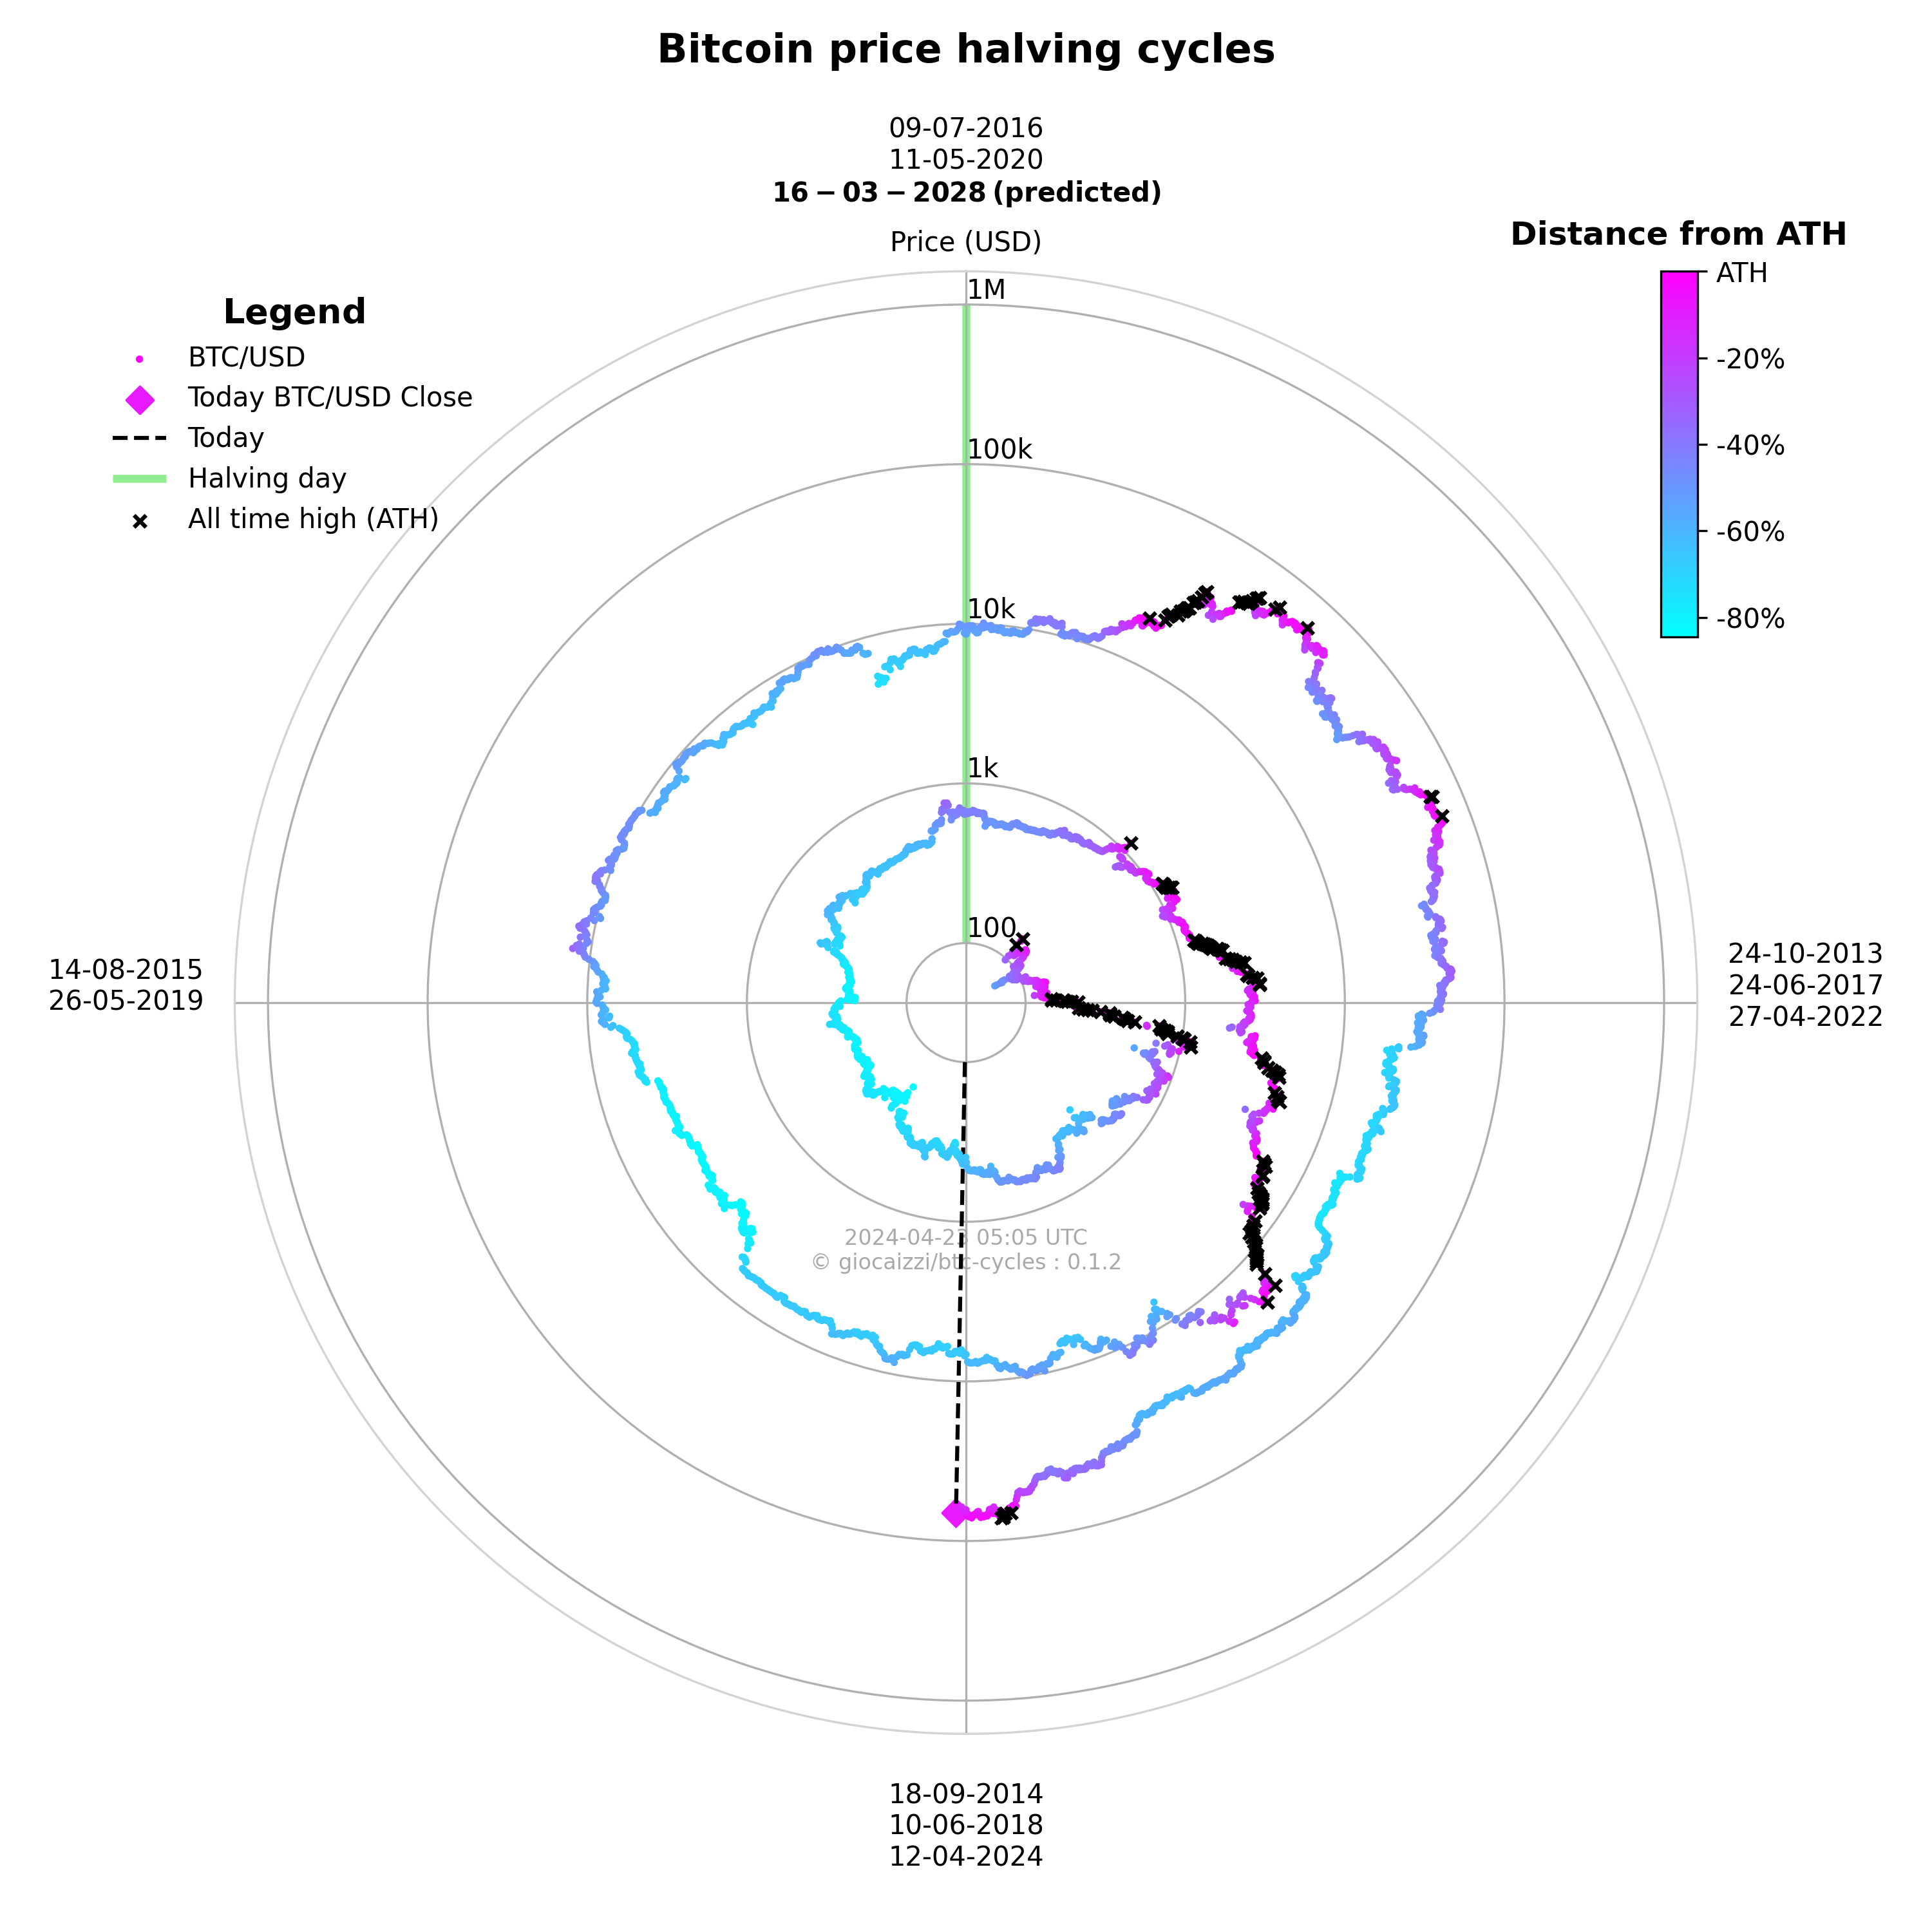 Bitcoin price halving cycles
09-07-2016
11-05-2020
16 − 03 − 2028 (predicted)
Price (USD)
Distance from ATH
ATH
-20%
-40%
-60%
-80%
Legend
BTC/USD
Today BTC/USD Close
Today
Halving day
All time high (ATH)
1M
100k
10k
1k
100
14-08-2015
26-05-2019
24-10-2013
24-06-2017
27-04-2022
2024-04-23 05:05 UTC
© giocaizzi/btc-cycles : 0.1.2
18-09-2014
10-06-2018
12-04-2024